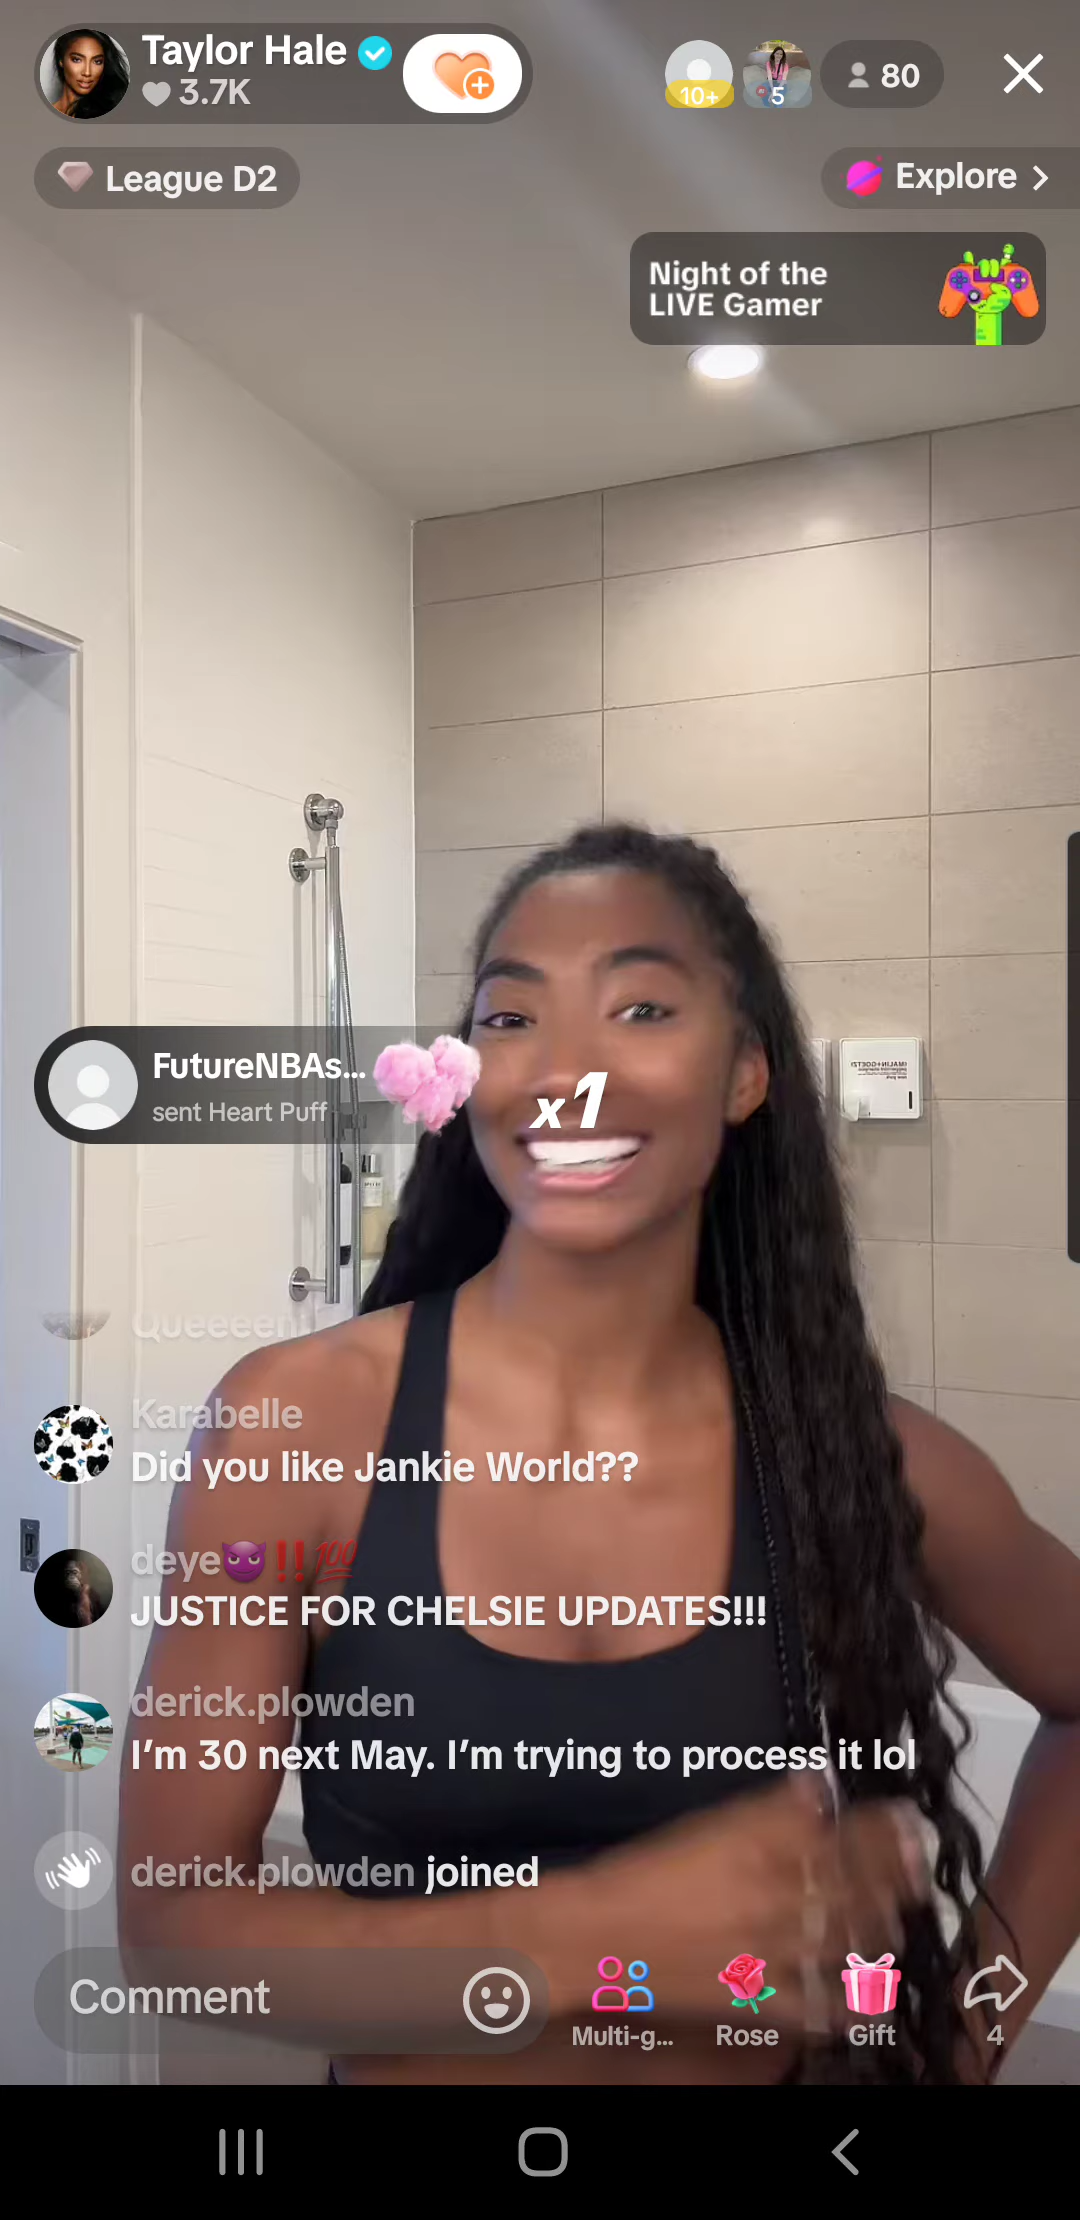 Taylor Hale
3.7K
10+
5
80
League D2
Explore
Night of the
LIVE Gamer
FutureNBAs...
sent Heart Puff
x1
Queeeen
Karabelle
Did you like Jankie World??
deye😈‼️💯
JUSTICE FOR CHELSIE UPDATES!!!
derick.plowden
I'm 30 next May. I'm trying to process it lol
derick.plowden joined
Comment
Multi-g...
Rose
Gift
4